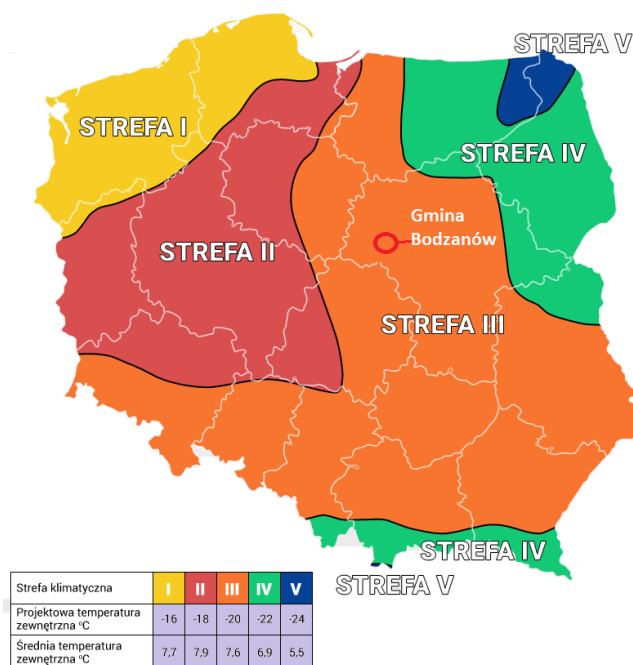 STREFA V
STREFA I
STREFA IV
Gmina
Bodzanów
STREFA II
STREFA III
STREFA IV
STREFA V
Strefa klimatyczna I II III IV V
Projektowa temperatura
zewnętrzna °C -16 -18 -20 -22 -24
Średnia temperatura
zewnętrzna °C 7,7 7,9 7,6 6,9 5,5